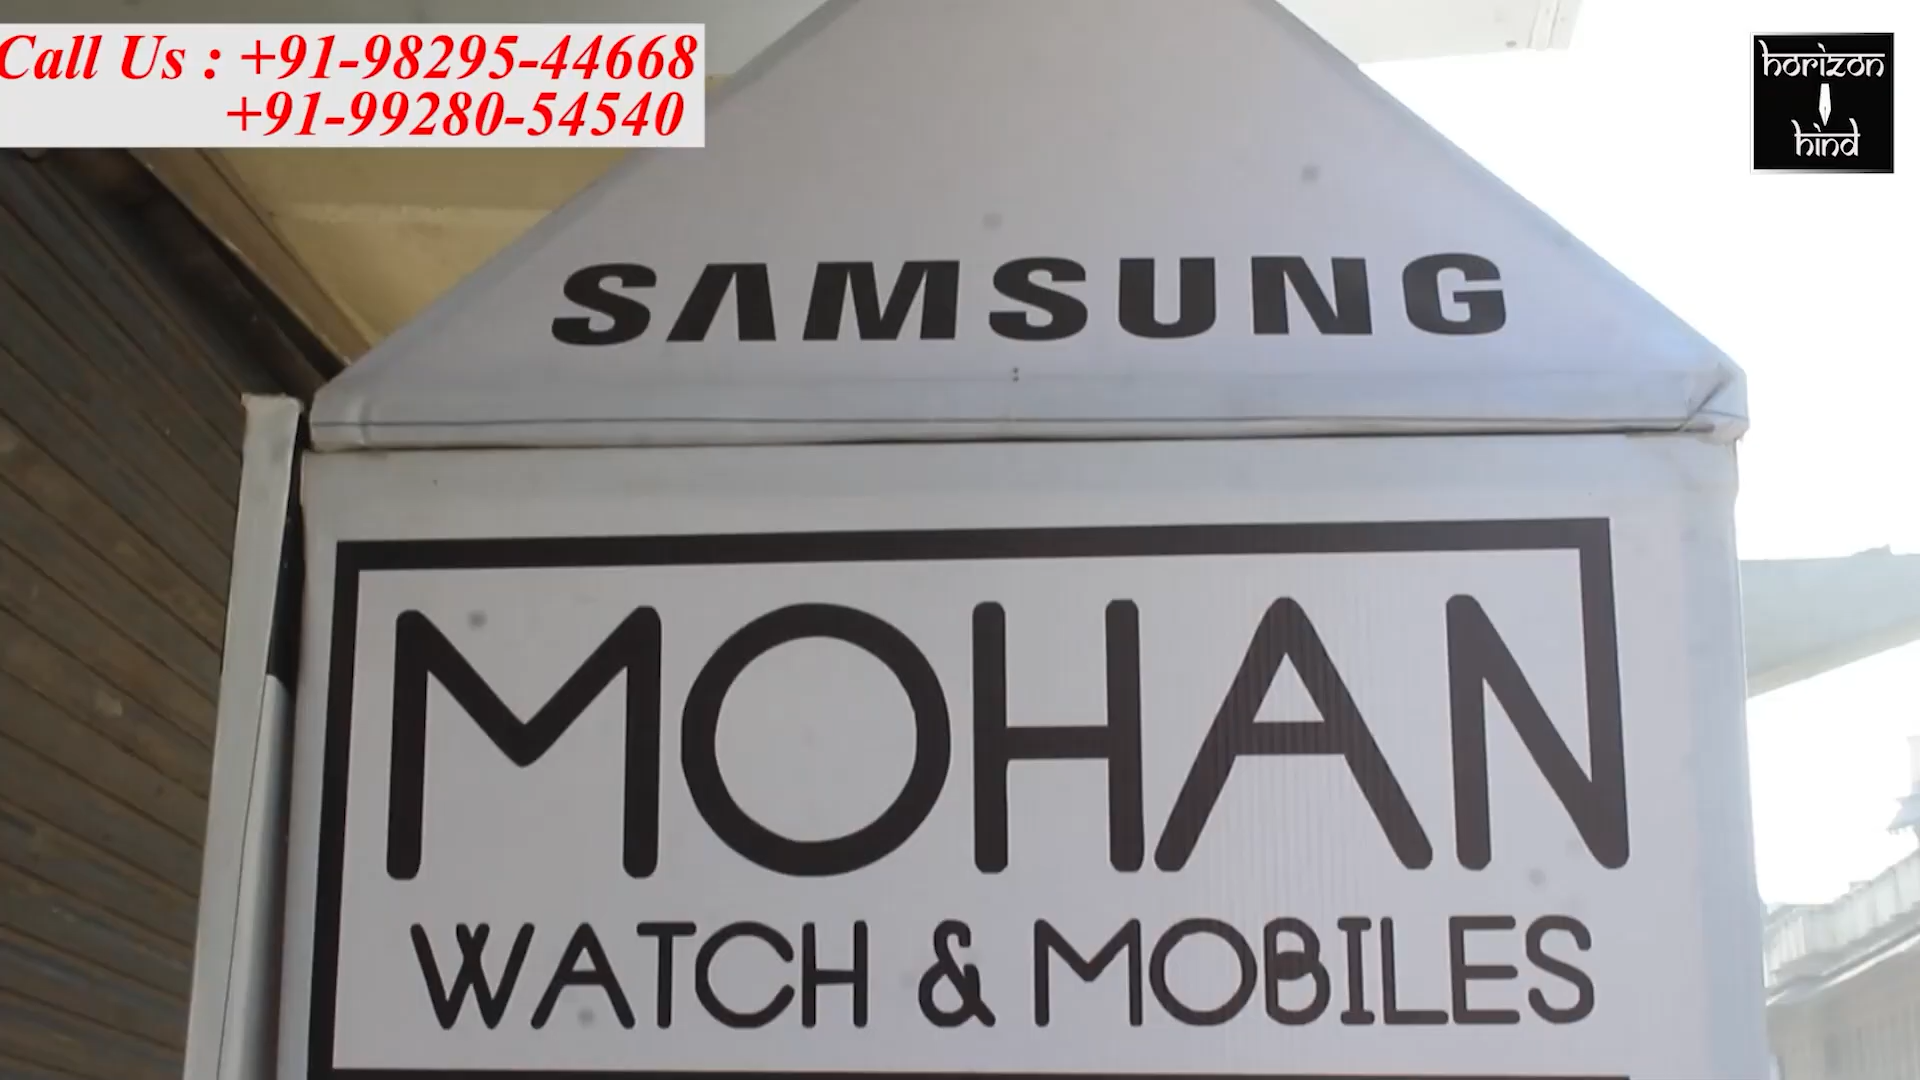 Call Us : +91-98295-44668
+91-99280-54540
horizon
hind
SAMSUNG
MOHAN
WATCH & MOBILES